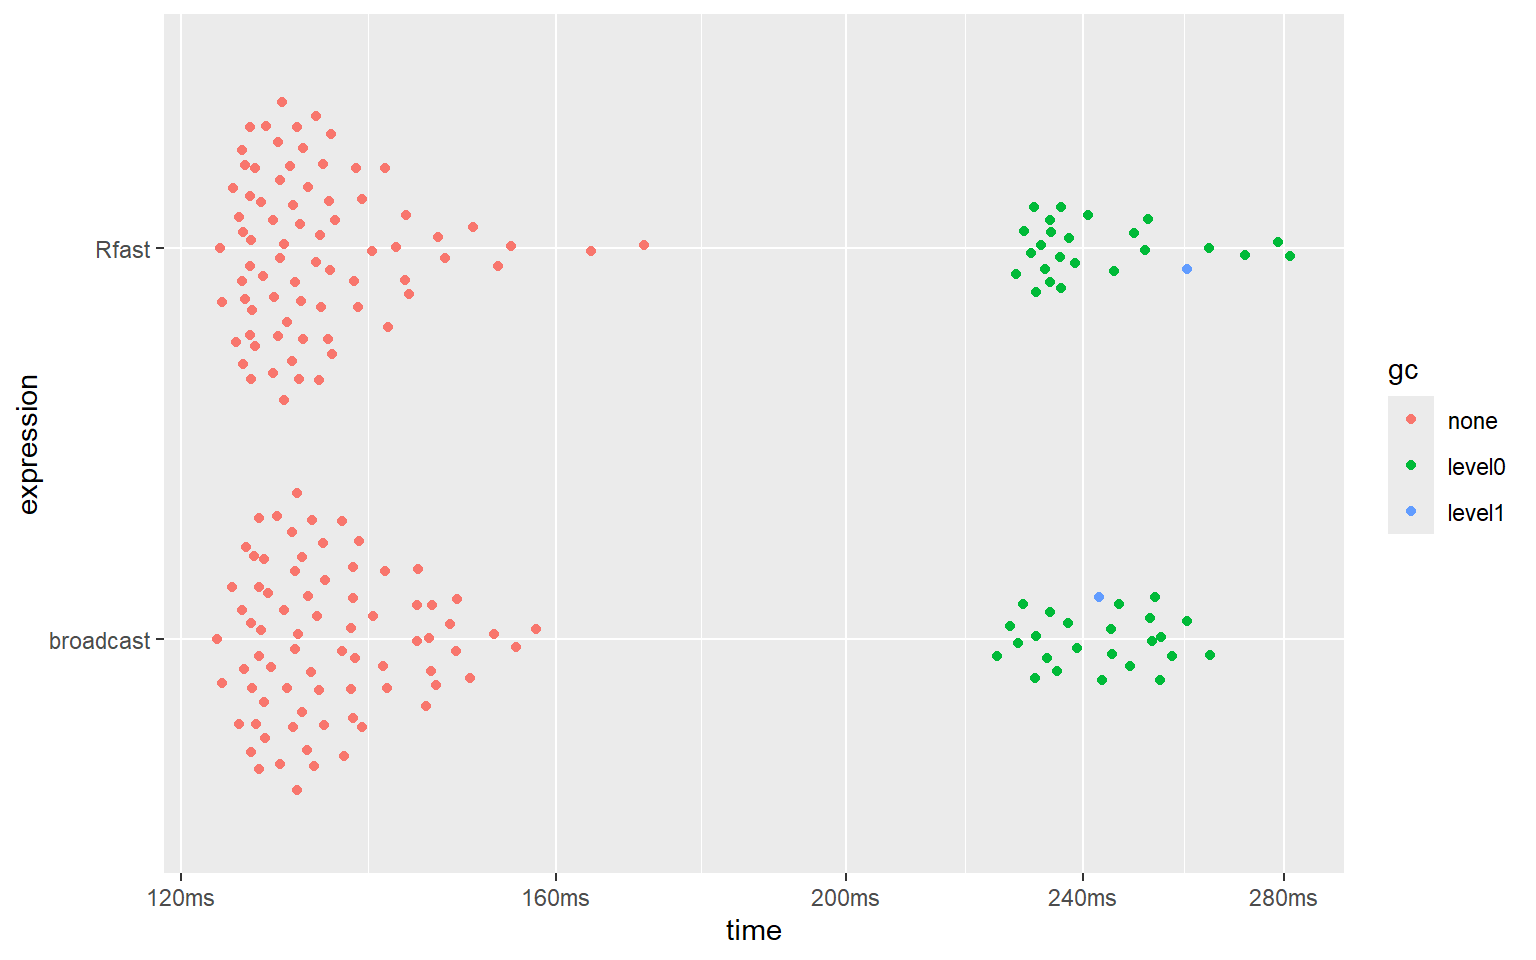 Rfast
broadcast
expression
120ms
160ms
200ms
240ms
280ms
time
gc
none
level0
level1